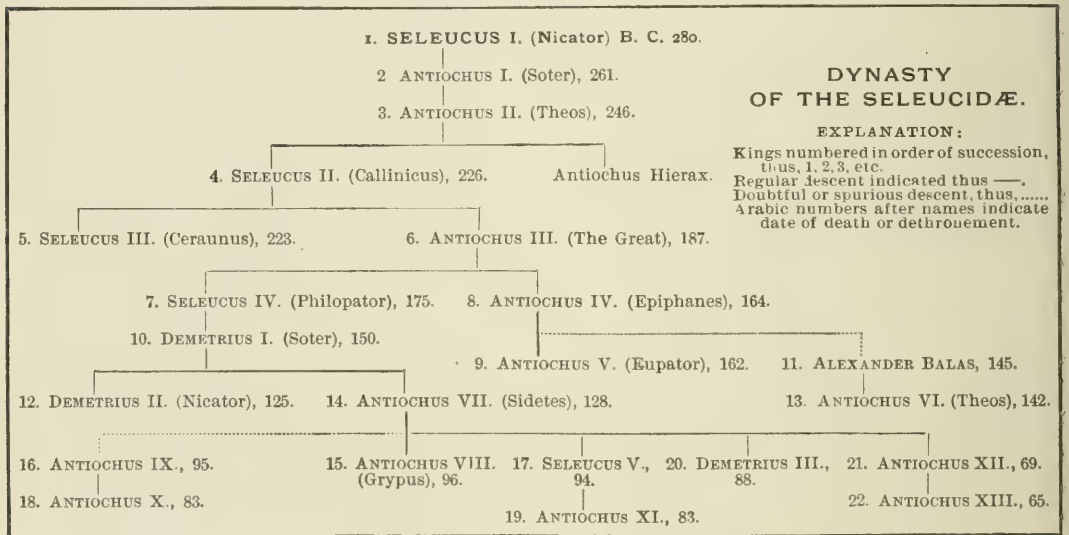 1. SELEUCUS I. (Nicator) B. C. 280.
2 ANTIOCHUS I. (Soter), 261.
3. ANTIOCHUS II. (Theos), 246.
DYNASTY
OF THE SELEUCIDÆ.
EXPLANATION:
Kings numbered in order of succession,
thus, 1, 2, 3, etc.
Regular descent indicated thus —.
Doubtful or spurious descent, thus, ......
Arabic numbers after names indicate
date of death or dethronement.
4. SELEUCUS II. (Callinicus), 226. Antiochus Hierax.
5. SELEUCUS III. (Ceraunus), 223. 6. ANTIOCHUS III. (The Great), 187.
7. SELEUCUS IV. (Philopator), 175. 8. ANTIOCHUS IV. (Epiphanes), 164.
10. DEMETRIUS I. (Soter), 150.
9. ANTIOCHUS V. (Eupator), 162. 11. ALEXANDER BALAS, 145.
12. DEMETRIUS II. (Nicator), 125. 14. ANTIOCHUS VII. (Sidetes), 128. 13. ANTIOCHUS VI. (Theos), 142.
16. ANTIOCHUS IX., 95. 15. ANTIOCHUS VIII. 17. SELEUCUS V., 20. DEMETRIUS III., 21. ANTIOCHUS XII., 69.
(Grypus), 96. 94. 88.
18. ANTIOCHUS X., 83. 22. ANTIOCHUS XIII., 65.
19. ANTIOCHUS XI., 83.